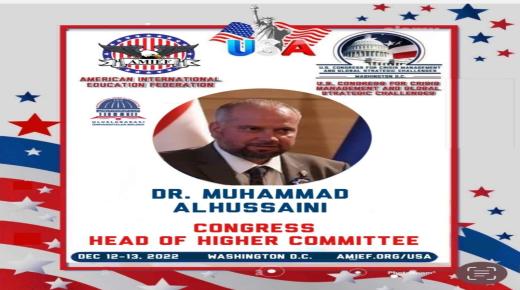 USA
AMIEF
AMERICAN INTERNATIONAL
EDUCATION FEDERATION
U.S. CONGRESS FOR CRISIS MANAGEMENT
AND GLOBAL STRATEGIC CHALLENGES
WASHINGTON D.C.
U.S. CONGRESS FOR CRISIS
MANAGEMENT AND GLOBAL
STRATEGIC CHALLENGES
DR. MUHAMMAD
ALHUSSAINI
CONGRESS
HEAD OF HIGHER COMMITTEE
DEC 12-13, 2022 WASHINGTON D.C. AMIEF.ORG/USA